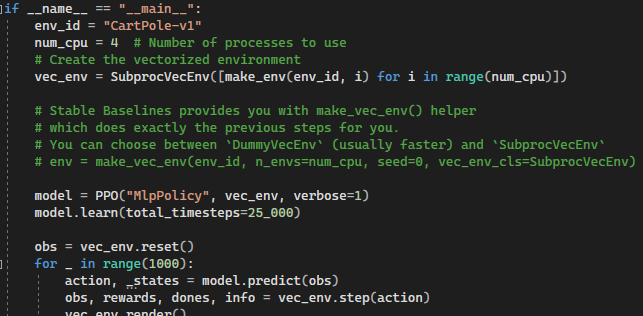 if __name__ == "__main__":
    env_id = "CartPole-v1"
    num_cpu = 4  # Number of processes to use
    # Create the vectorized environment
    vec_env = SubprocVecEnv([make_env(env_id, i) for i in range(num_cpu)])

    # Stable Baselines provides you with make_vec_env() helper
    # which does exactly the previous steps for you.
    # You can choose between `DummyVecEnv` (usually faster) and `SubprocVecEnv`
    # env = make_vec_env(env_id, n_envs=num_cpu, seed=0, vec_env_cls=SubprocVecEnv)

    model = PPO("MlpPolicy", vec_env, verbose=1)
    model.learn(total_timesteps=25_000)

    obs = vec_env.reset()
    for _ in range(1000):
        action, _states = model.predict(obs)
        obs, rewards, dones, info = vec_env.step(action)
        vec_env.render()